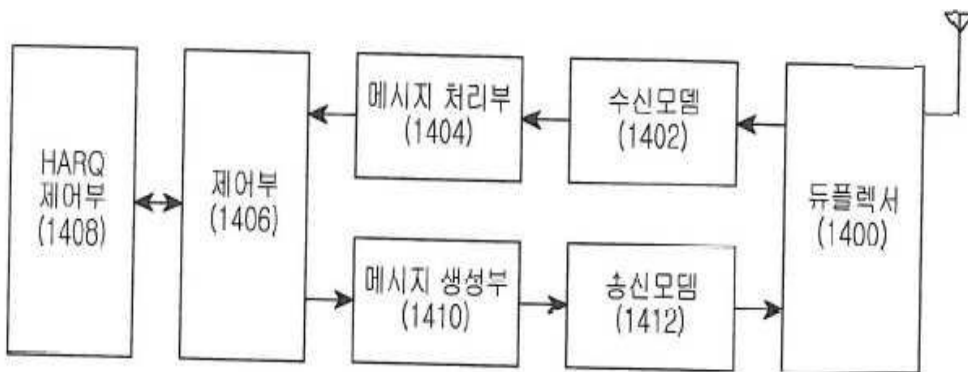 HARQ
제어부
(1408)
제어부
(1406)
메시지 처리부
(1404)
수신모뎀
(1402)
듀플렉서
(1400)
메시지 생성부
(1410)
송신모뎀
(1412)